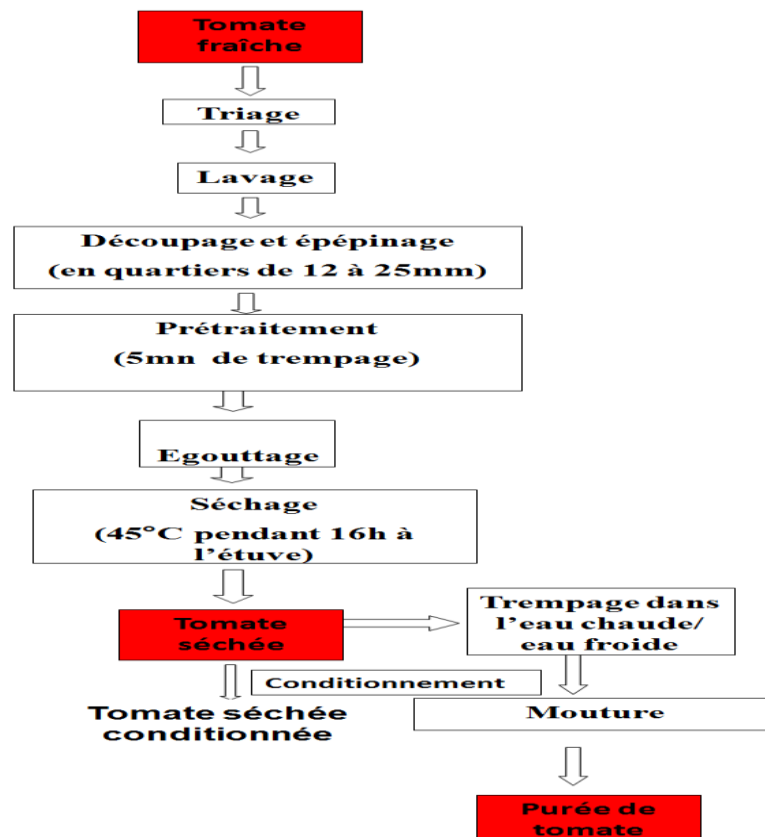 Tomate
fraîche
Triage
Lavage
Découpage et épépinage
(en quartiers de 12 à 25mm)
Prétraitement
(5mn de trempage)
Egouttage
Séchage
(45°C pendant 16h à
l’étuve)
Tomate
séchée
Trempage dans
l’eau chaude/
eau froide
Conditionnement
Tomate séchée
conditionnée
Mouture
Purée de
tomate